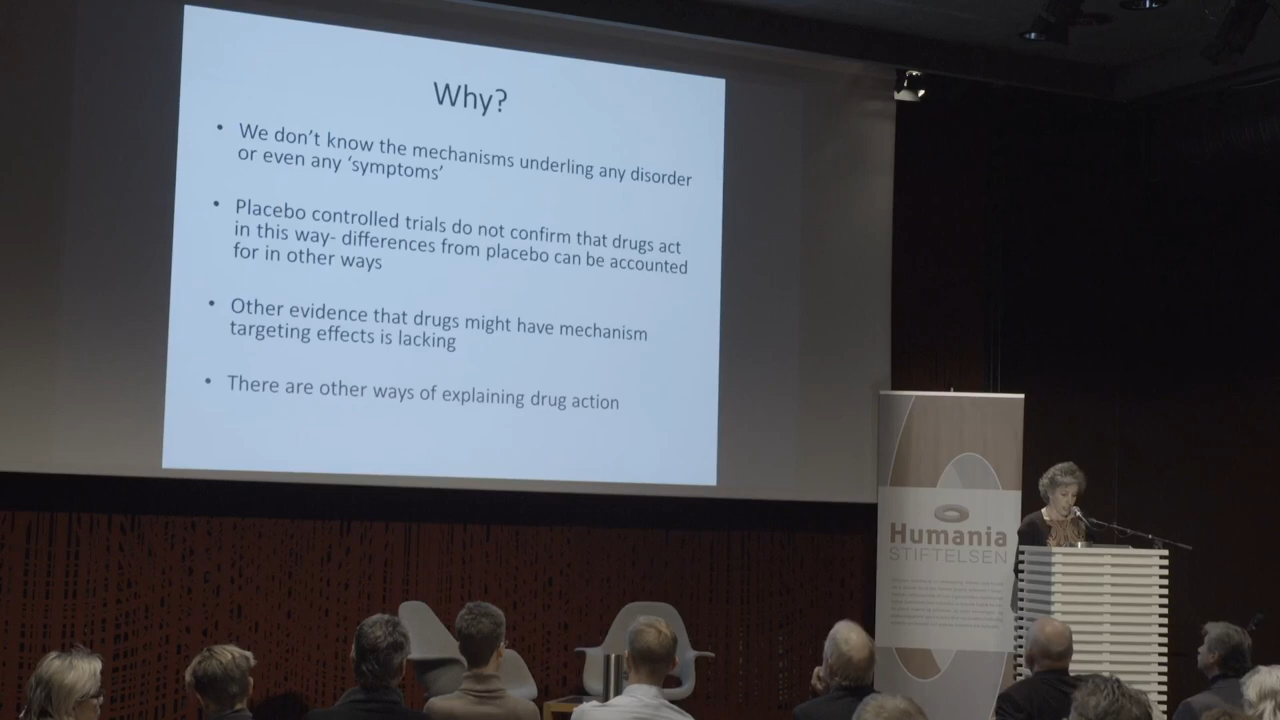 Why?
• We don't know the mechanisms underling any disorder
or even any 'symptoms'
• Placebo controlled trials do not confirm that drugs act
in this way- differences from placebo can be accounted
for in other ways
• Other evidence that drugs might have mechanism
targeting effects is lacking
• There are other ways of explaining drug action
Humania
STIFTELSEN